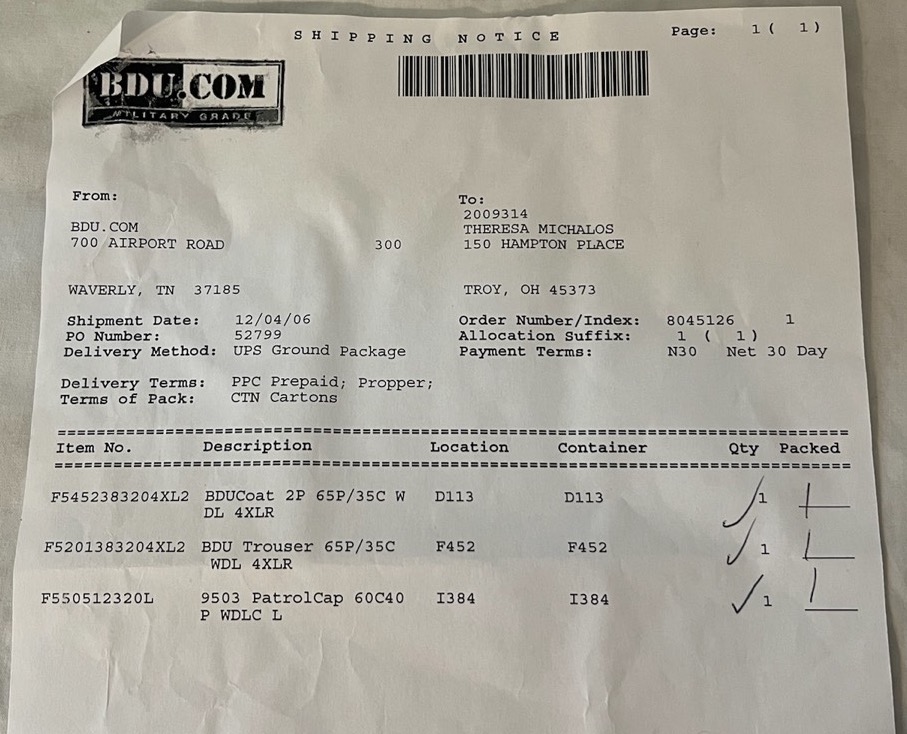 SHIPPING NOTICE Page: 1 ( 1)
BDU.COM
MILITARY GRADE
From: To:
2009314
BDU.COM THERESA MICHALOS
700 AIRPORT ROAD 300 150 HAMPTON PLACE
WAVERLY, TN 37185 TROY, OH 45373
Shipment Date: 12/04/06 Order Number/Index: 8045126 1
PO Number: 52799 Allocation Suffix: 1 ( 1)
Delivery Method: UPS Ground Package Payment Terms: N30 Net 30 Day
Delivery Terms: PPC Prepaid; Propper;
Terms of Pack: CTN Cartons
Item No. Description Location Container Qty Packed
F5452383204XL2 BDUCoat 2P 65P/35C W D113 D113 1 1
DL 4XLR
F5201383204XL2 BDU Trouser 65P/35C F452 F452 1 1
WDL 4XLR
F550512320L 9503 PatrolCap 60C40 I384 I384 1 1
P WDLC L